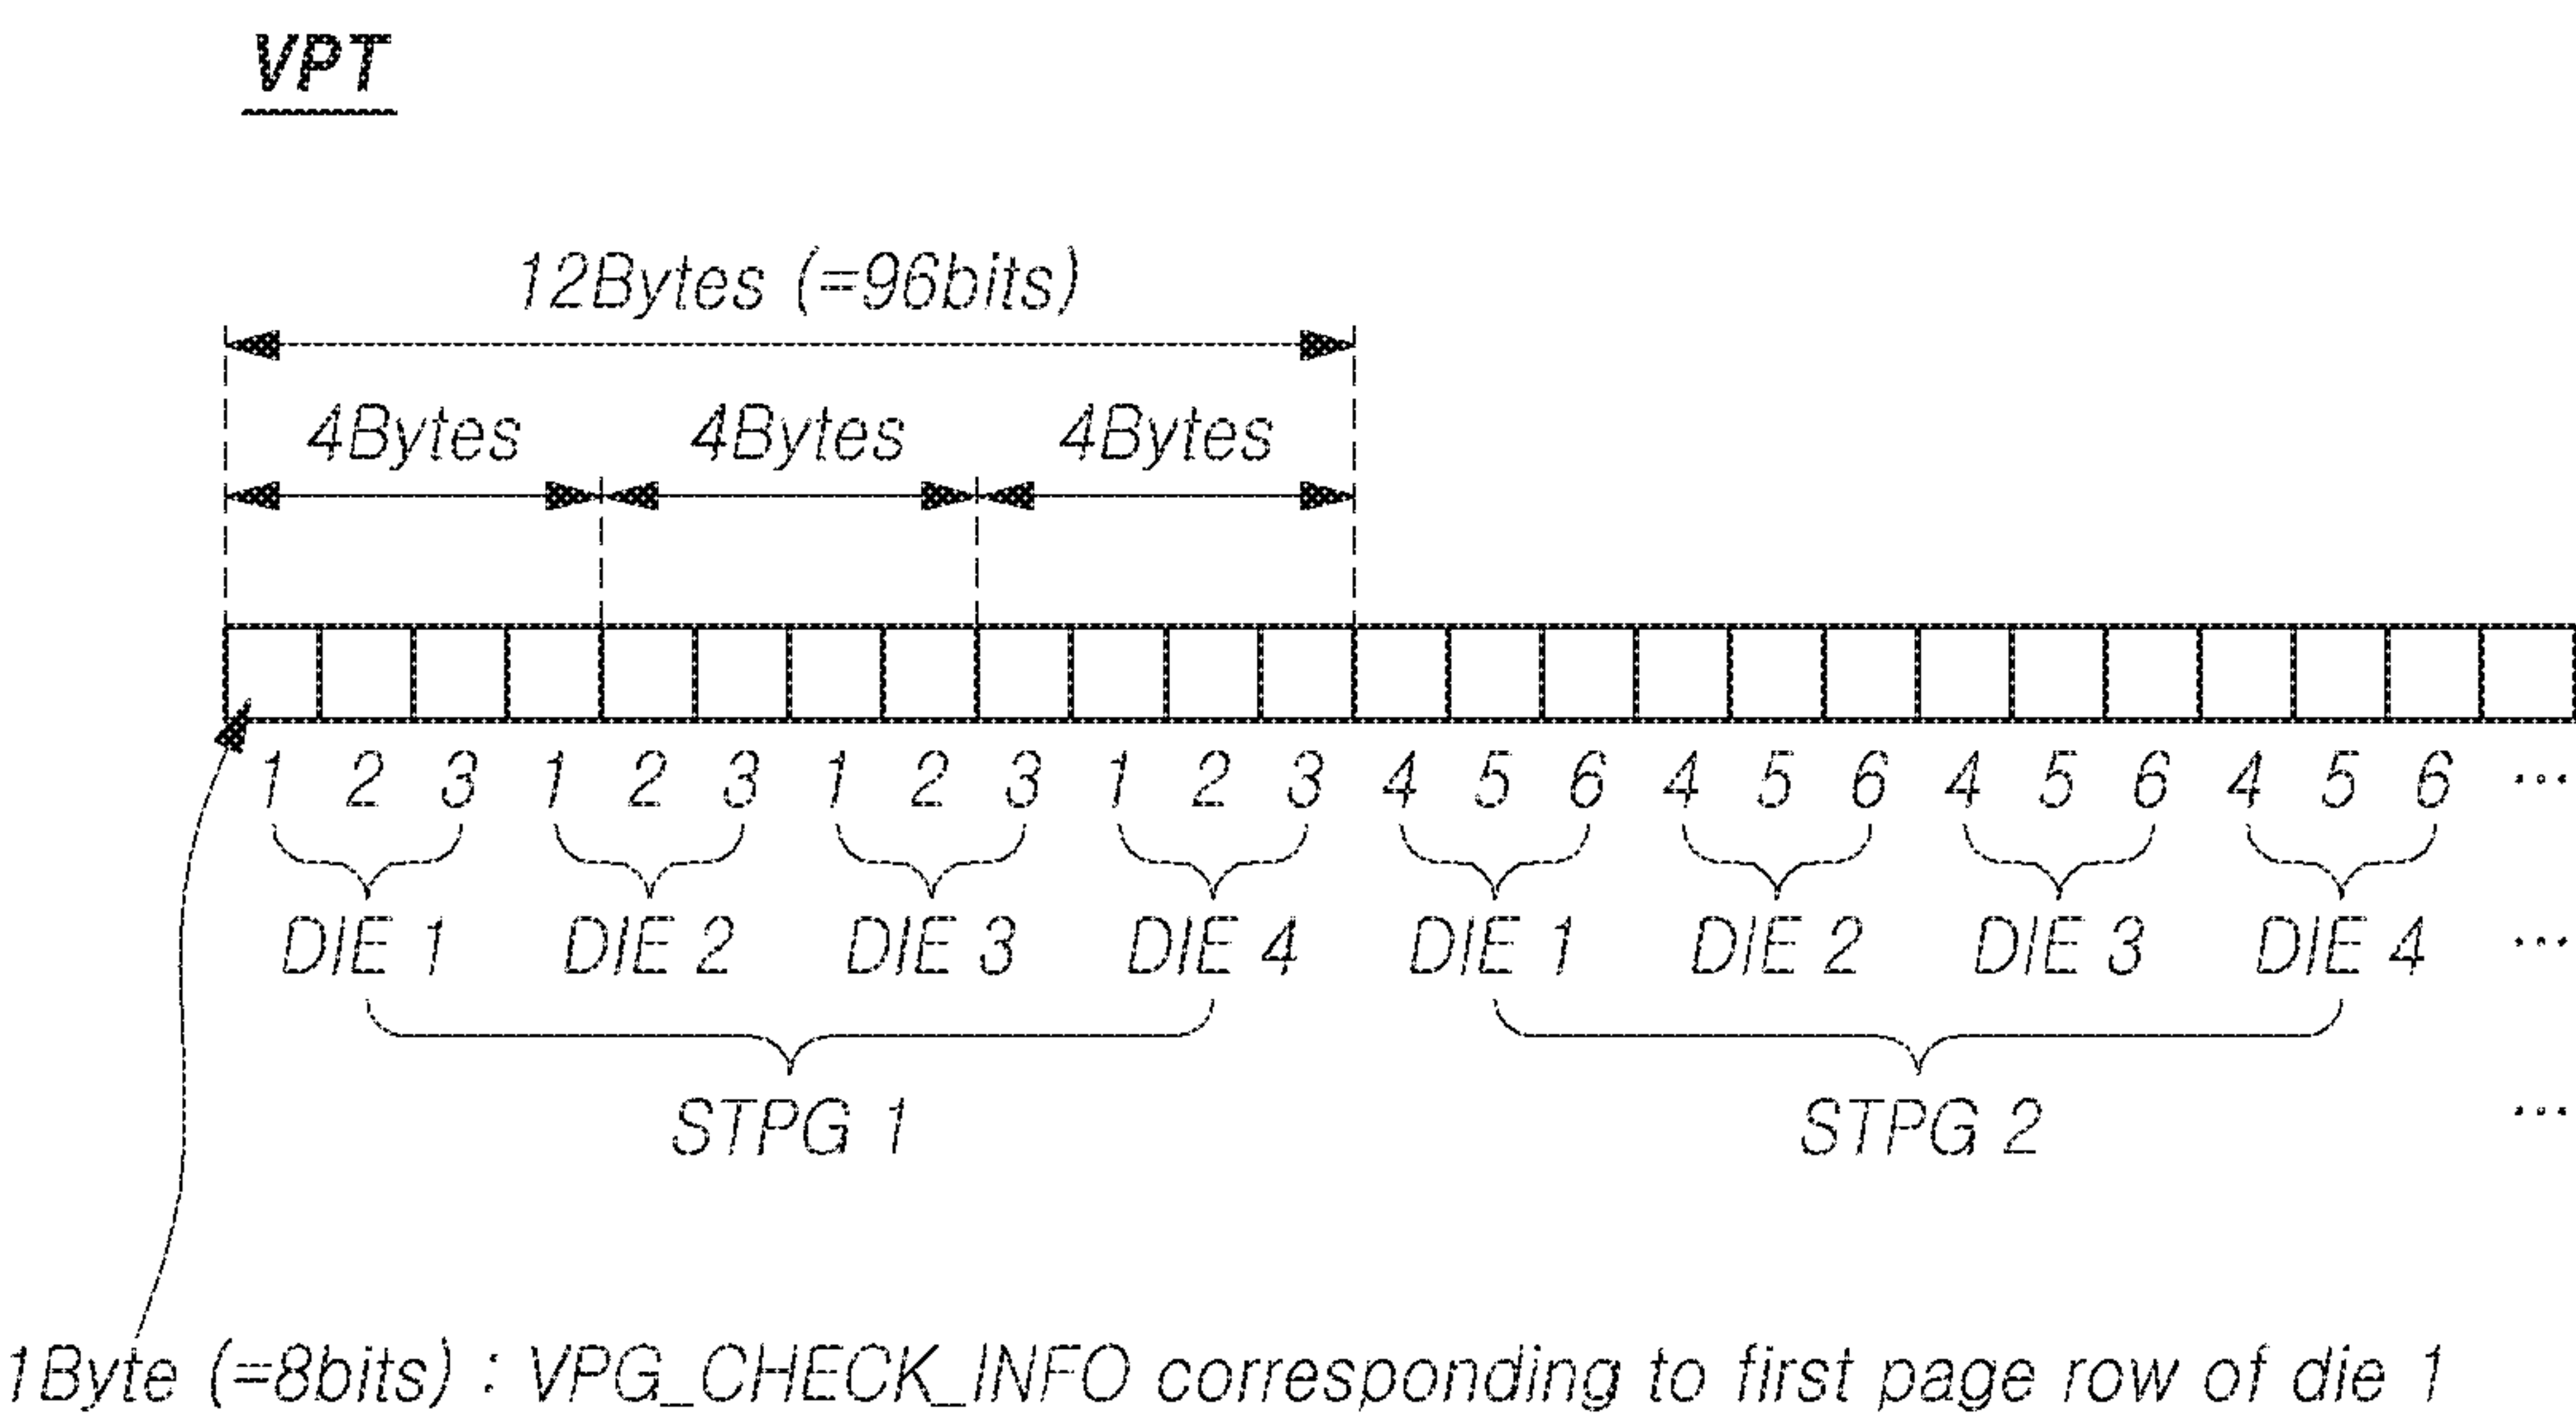 VPT
12Bytes (=96bits)
4Bytes 4Bytes 4Bytes
1 2 3 1 2 3 1 2 3 1 2 3 4 5 6 4 5 6 4 5 6 4 5 6 ...
DIE 1 DIE 2 DIE 3 DIE 4 DIE 1 DIE 2 DIE 3 DIE 4 ...
STPG 1 STPG 2 ...
1Byte (=8bits) : VPG_CHECK_INFO corresponding to first page row of die 1